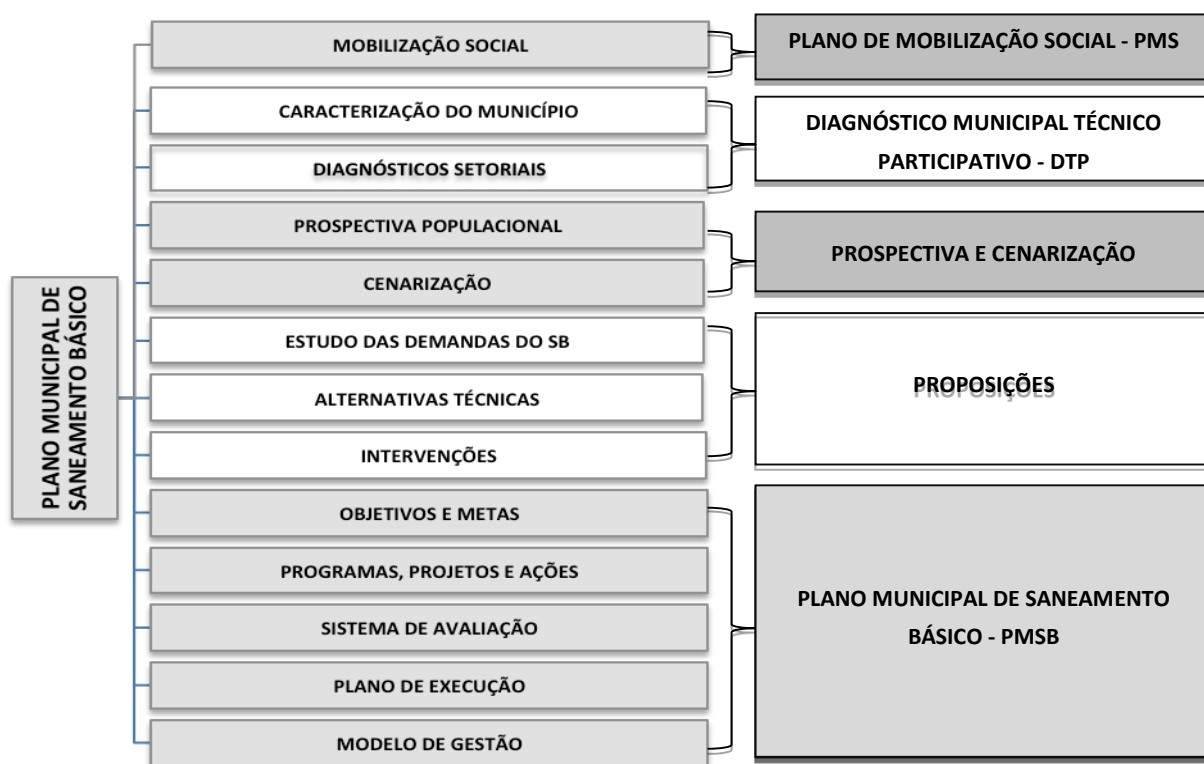 PLANO MUNICIPAL DE
SANEAMENTO BÁSICO
MOBILIZAÇÃO SOCIAL
CARACTERIZAÇÃO DO MUNICÍPIO
DIAGNÓSTICOS SETORIAIS
PROSPECTIVA POPULACIONAL
CENARIZAÇÃO
ESTUDO DAS DEMANDAS DO SB
ALTERNATIVAS TÉCNICAS
INTERVENÇÕES
OBJETIVOS E METAS
PROGRAMAS, PROJETOS E AÇÕES
SISTEMA DE AVALIAÇÃO
PLANO DE EXECUÇÃO
MODELO DE GESTÃO
PLANO DE MOBILIZAÇÃO SOCIAL - PMS
DIAGNÓSTICO MUNICIPAL TÉCNICO
PARTICIPATIVO - DTP
PROSPECTIVA E CENARIZAÇÃO
PROPOSIÇÕES
PLANO MUNICIPAL DE SANEAMENTO
BÁSICO - PMSB